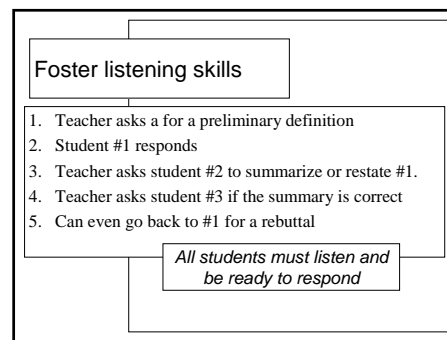 Foster listening skills
1. Teacher asks a for a preliminary definition
2. Student #1 responds
3. Teacher asks student #2 to summarize or restate #1.
4. Teacher asks student #3 if the summary is correct
5. Can even go back to #1 for a rebuttal
All students must listen and
be ready to respond